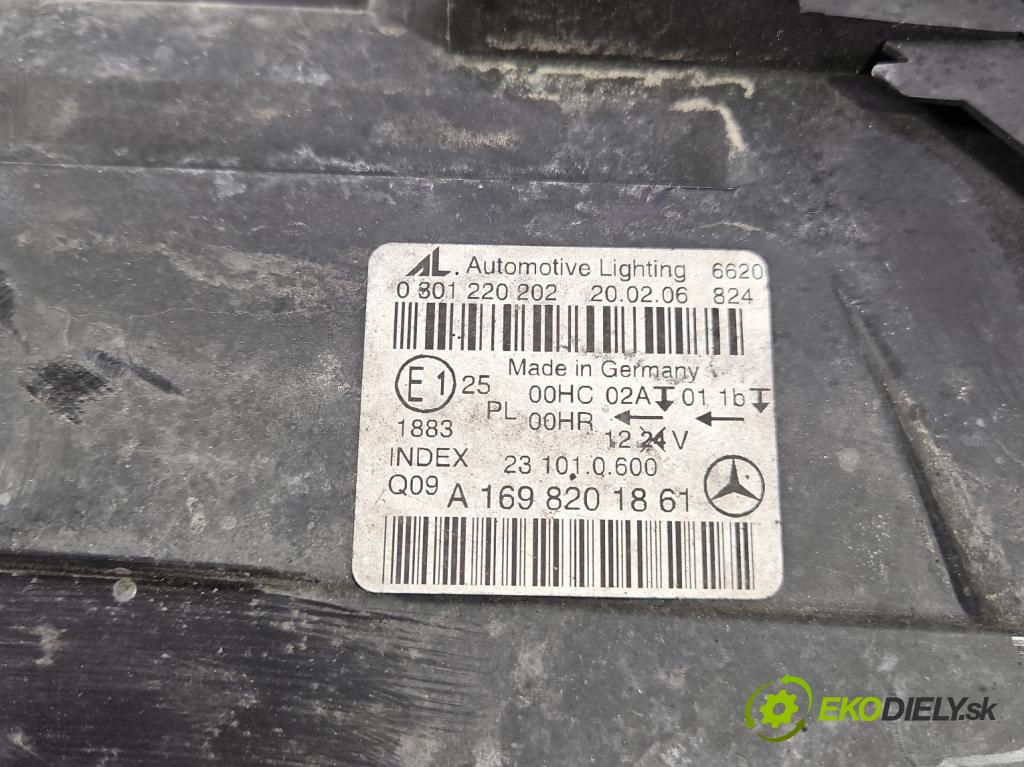 AL. Automotive Lighting 6620
0 301 220 202 20.02.06 824
Made in Germany
E1 25 00HC 02A 01 1b
PL 00HR
1883 12 24 V
INDEX 23 101.0.600
Q09 A 169 820 18 61
EKODIELY.sk